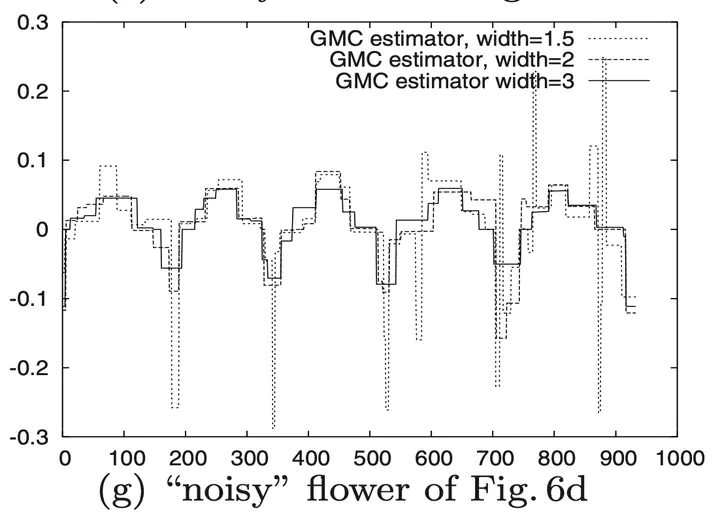 0.3
GMC estimator, width=1.5
GMC estimator, width=2
GMC estimator width=3
0.2
0.1
0
-0.1
-0.2
-0.3
0 100 200 300 400 500 600 700 800 900 1000
(g) “noisy” flower of Fig. 6d